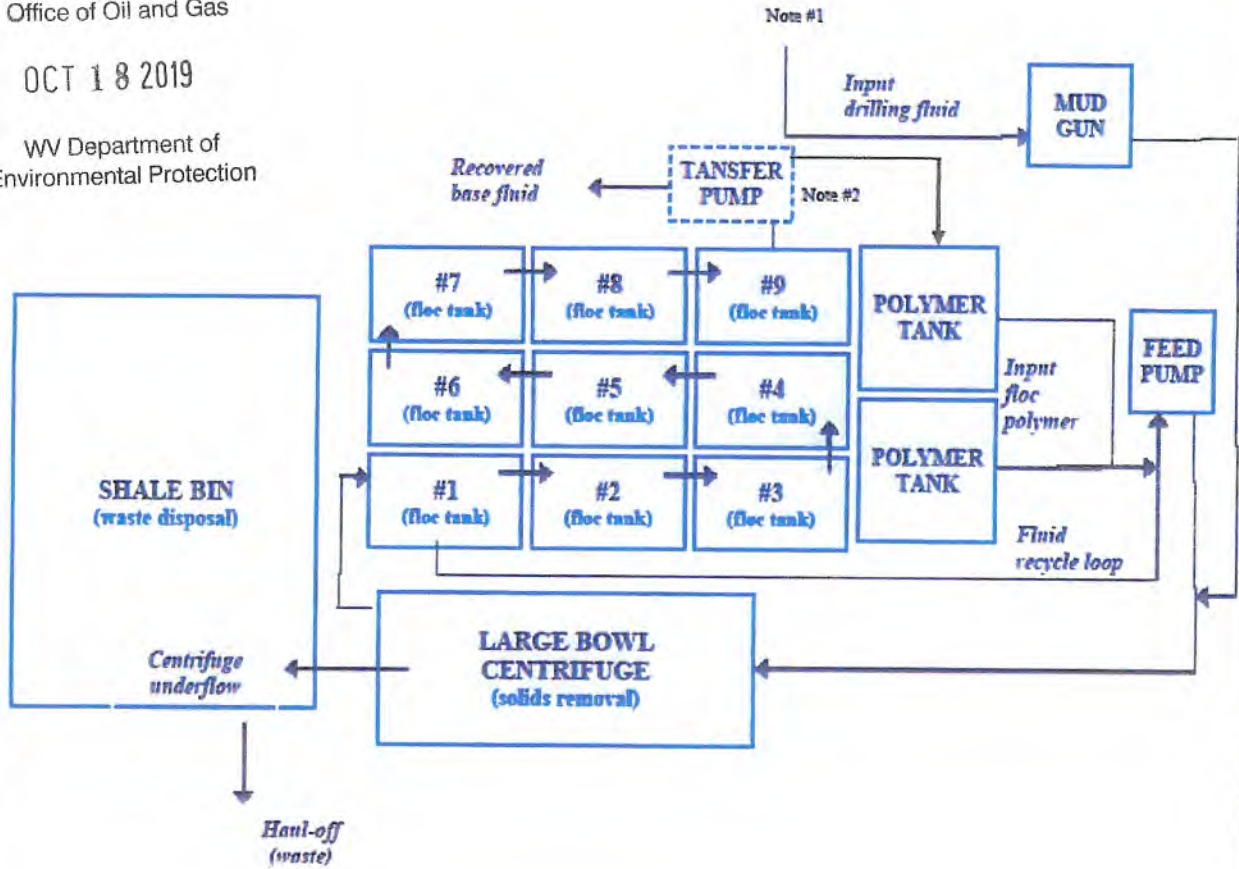 Office of Oil and Gas
OCT 18 2019
WV Department of
Environmental Protection
Note #1
Input
drilling fluid
MUD
GUN
Recovered
base fluid
TANSFER
PUMP
Note #2
#7
(floc tank)
#8
(floc tank)
#9
(floc tank)
POLYMER
TANK
FEED
PUMP
#6
(floc tank)
#5
(floc tank)
#4
(floc tank)
Input
floc
polymer
SHALE BIN
(waste disposal)
#1
(floc tank)
#2
(floc tank)
#3
(floc tank)
POLYMER
TANK
Fluid
recycle loop
Centrifuge
underflow
LARGE BOWL
CENTRIFUGE
(solids removal)
Haul-off
(waste)